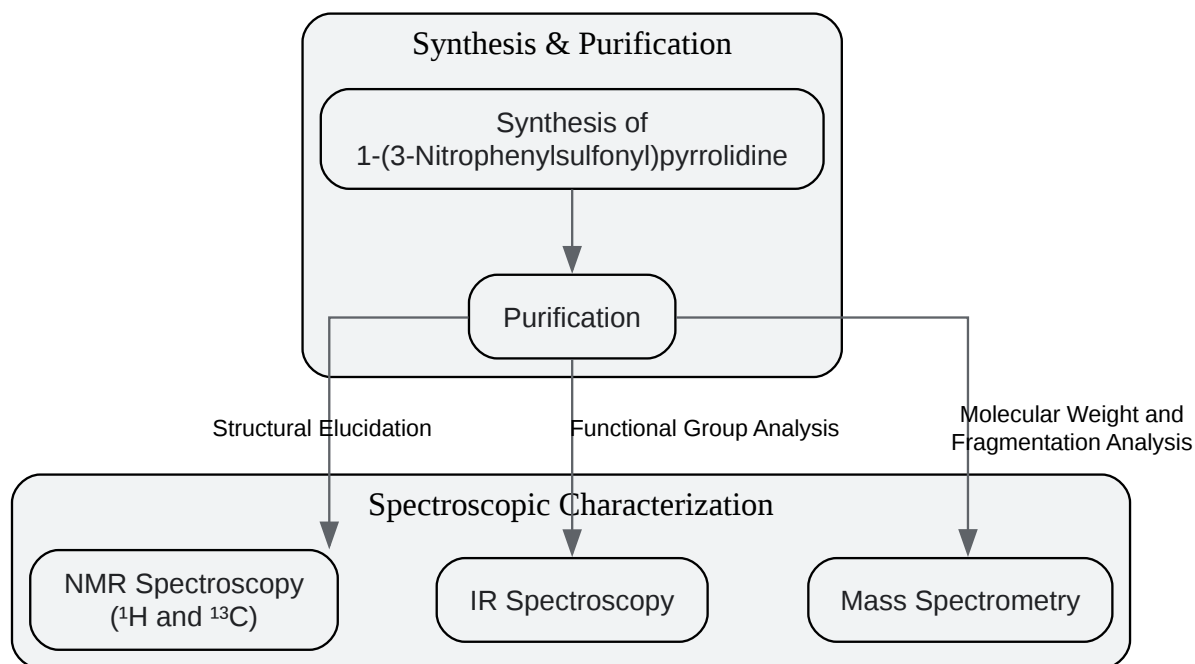 Synthesis & Purification
Synthesis of
1-(3-Nitrophenylsulfonyl)pyrrolidine
Purification
Structural Elucidation
Functional Group Analysis
Molecular Weight and
Fragmentation Analysis
Spectroscopic Characterization
NMR Spectroscopy
(¹H and ¹³C)
IR Spectroscopy
Mass Spectrometry